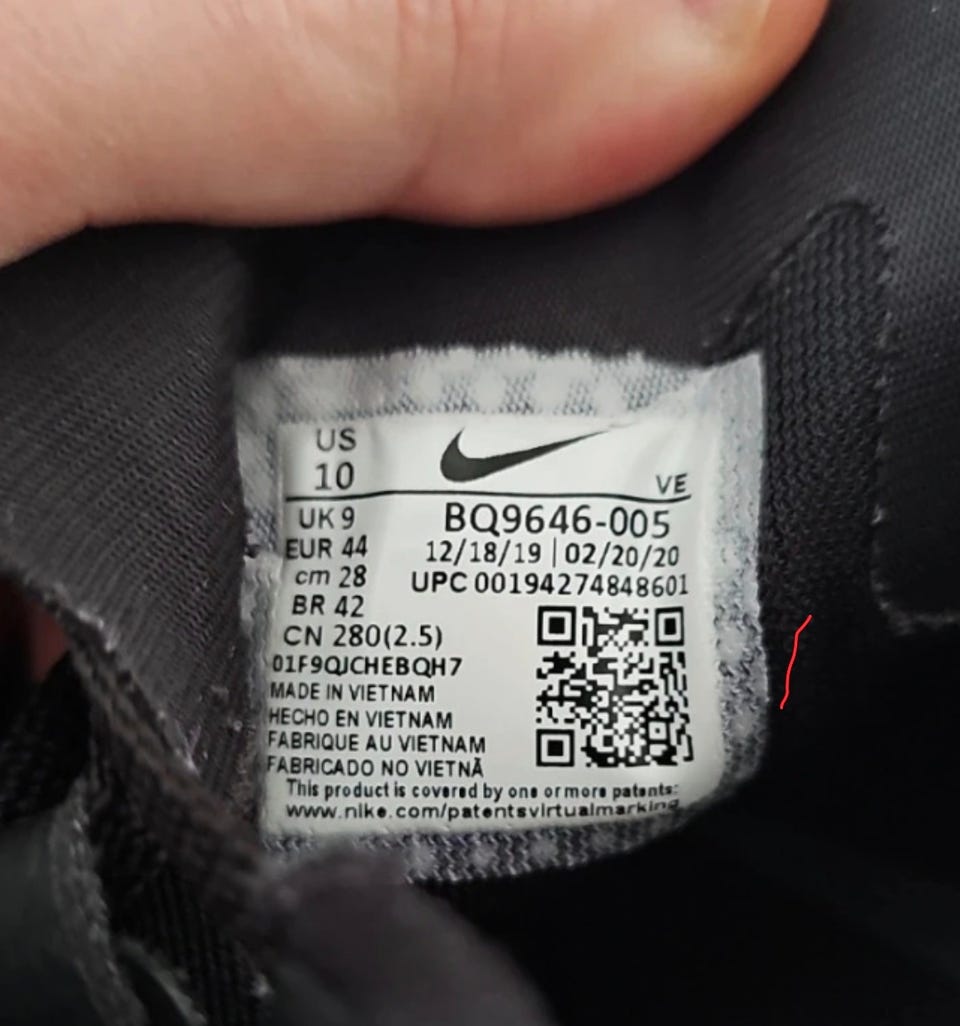 US
10
VE
UK 9
BQ9646-005
EUR 44
12/18/19 | 02/20/20
cm 28
UPC 00194274848601
BR 42
CN 280(2.5)
01F9QJCHEBQH7
MADE IN VIETNAM
HECHO EN VIETNAM
FABRIQUE AU VIETNAM
FABRICADO NO VIETNÃ
This product is covered by one or more patents:
www.nike.com/patentsvirtualmarking